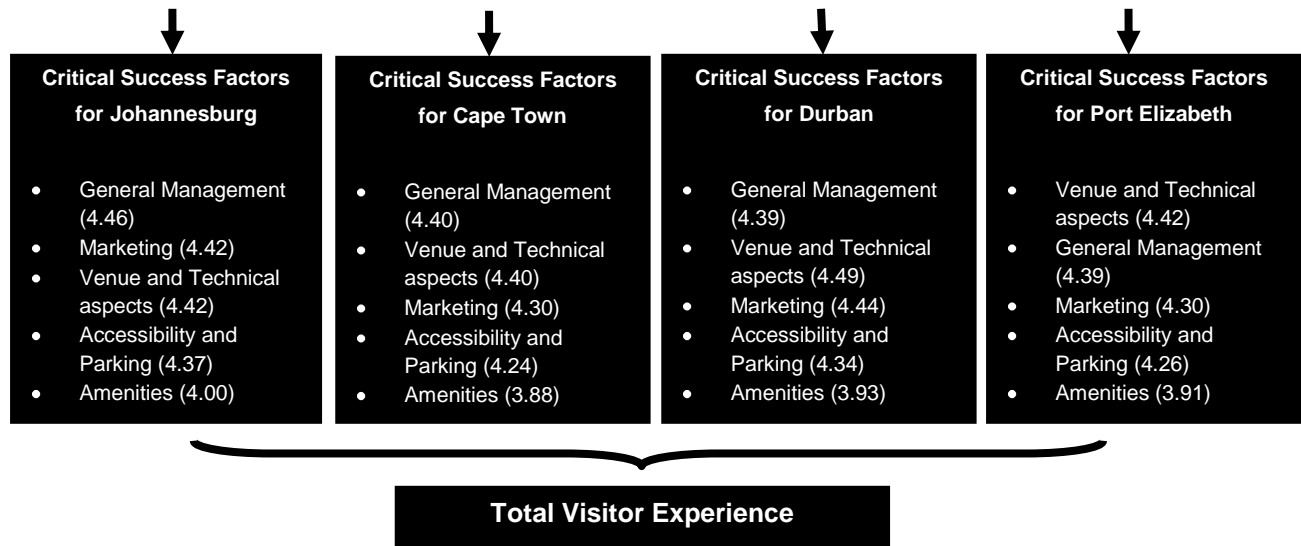 Critical Success Factors
for Johannesburg
• General Management
(4.46)
• Marketing (4.42)
• Venue and Technical
aspects (4.42)
• Accessibility and
Parking (4.37)
• Amenities (4.00)
Critical Success Factors
for Cape Town
• General Management
(4.40)
• Venue and Technical
aspects (4.40)
• Marketing (4.30)
• Accessibility and
Parking (4.24)
• Amenities (3.88)
Critical Success Factors
for Durban
• General Management
(4.39)
• Venue and Technical
aspects (4.49)
• Marketing (4.44)
• Accessibility and
Parking (4.34)
• Amenities (3.93)
Critical Success Factors
for Port Elizabeth
• Venue and Technical
aspects (4.42)
• General Management
(4.39)
• Marketing (4.30)
• Accessibility and
Parking (4.26)
• Amenities (3.91)
Total Visitor Experience